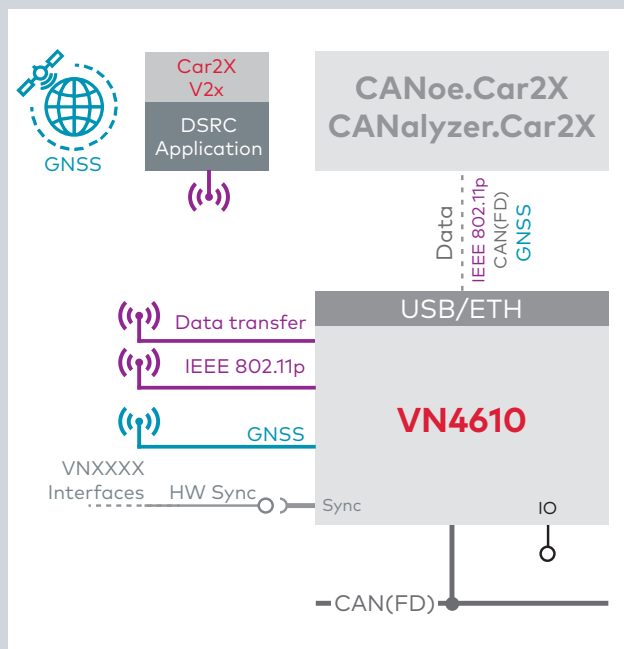 GNSS
Car2X
V2x
DSRC
Application
CANoe.Car2X
CANalyzer.Car2X
Data
IEEE 802.11p
CAN(FD)
GNSS
USB/ETH
VN4610
Data transfer
IEEE 802.11p
GNSS
VNXXXX
Interfaces
HW Sync
Sync
IO
CAN(FD)